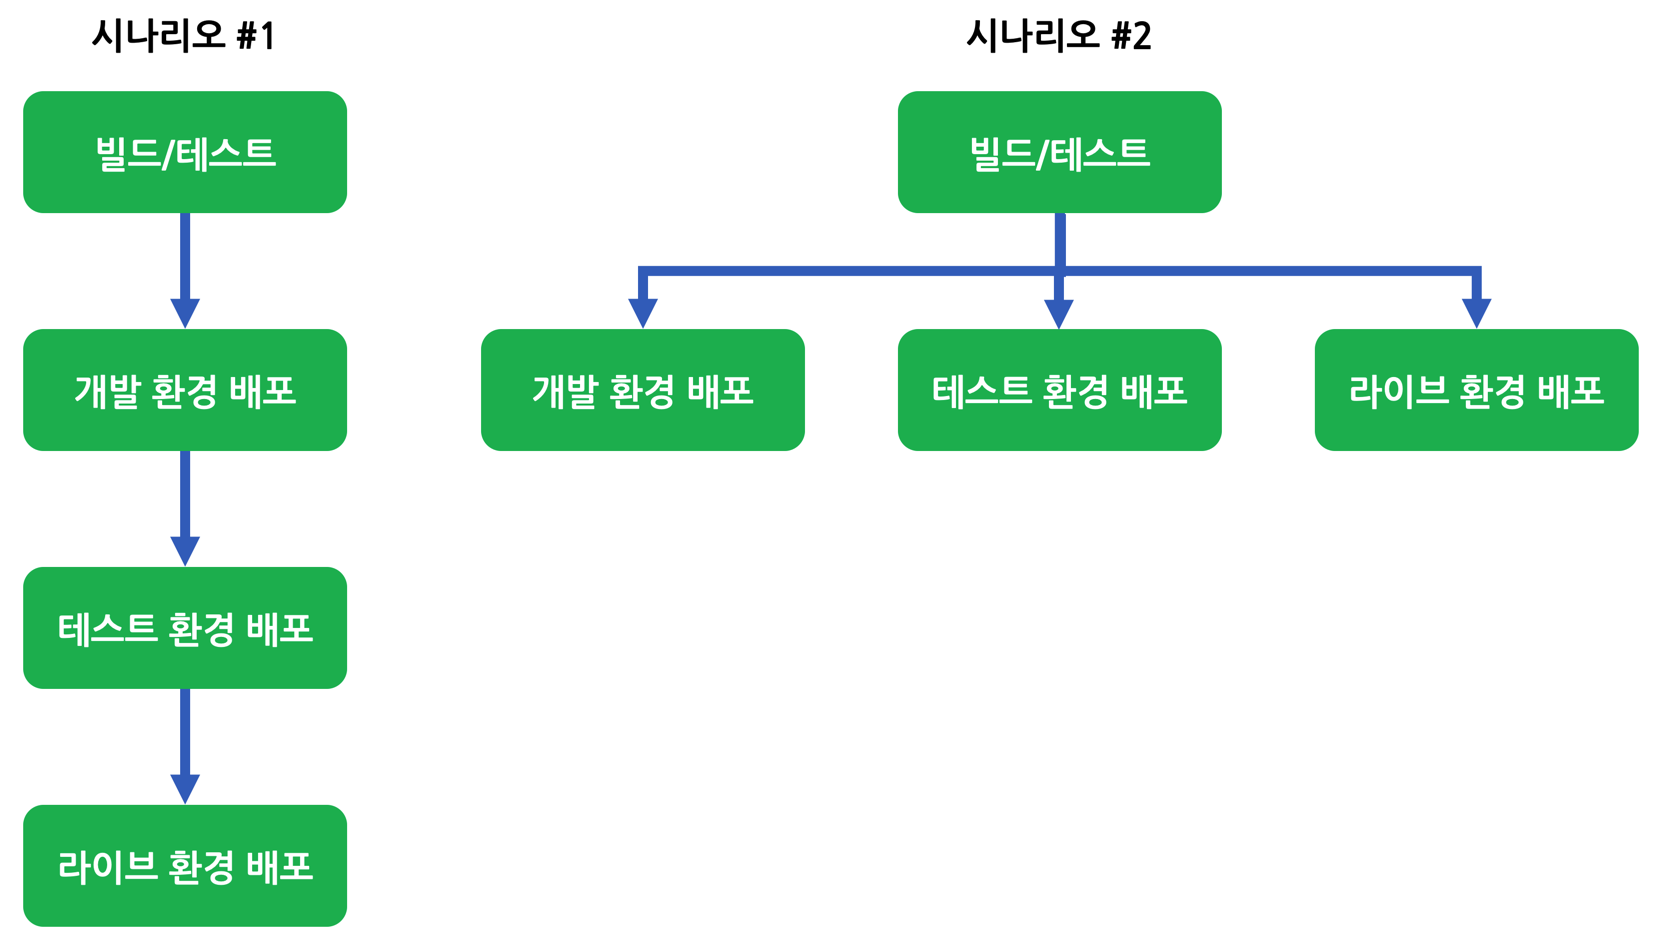 시나리오 #1
빌드/테스트
개발 환경 배포
테스트 환경 배포
라이브 환경 배포
시나리오 #2
빌드/테스트
개발 환경 배포
테스트 환경 배포
라이브 환경 배포